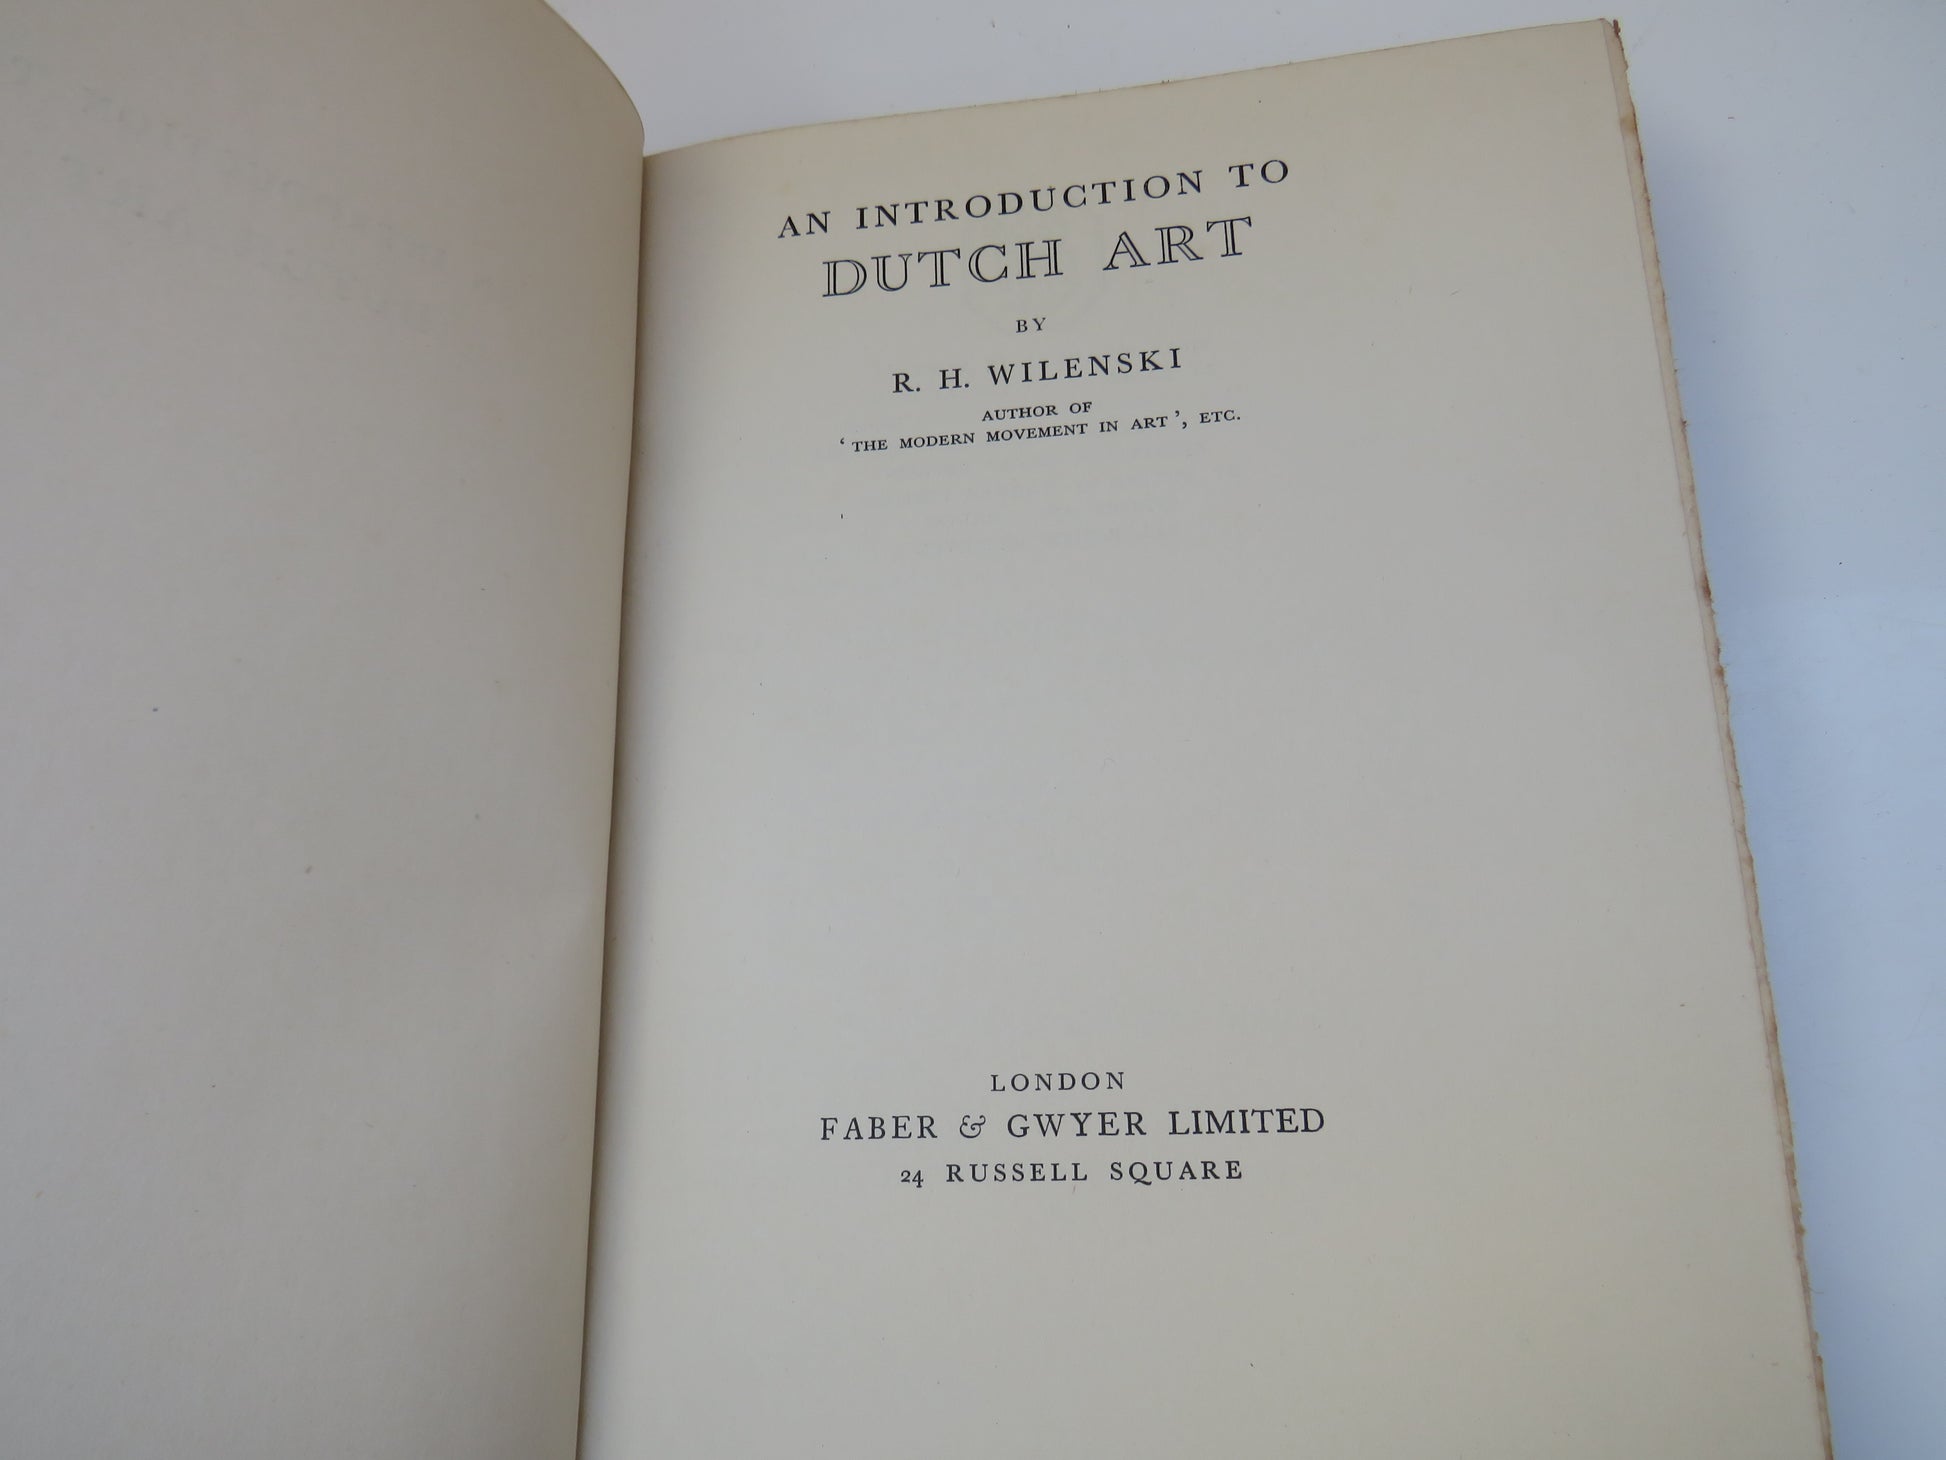 AN INTRODUCTION TO
DUTCH ART
BY
R. H. WILENSKI
AUTHOR OF
‘ THE MODERN MOVEMENT IN ART ’, ETC.
LONDON
FABER & GWYER LIMITED
24 RUSSELL SQUARE